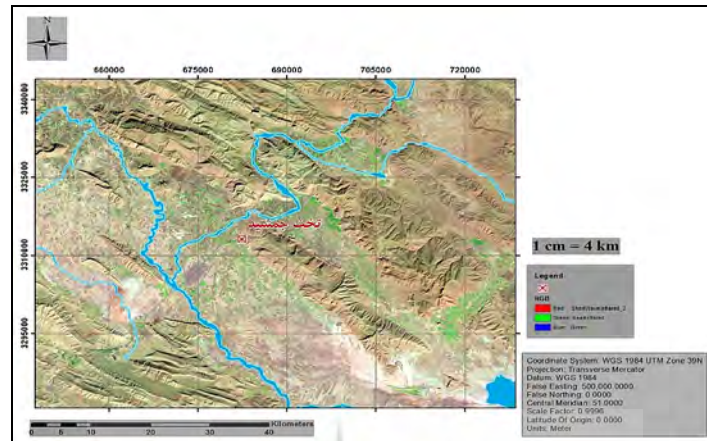 N
660000 675000 690000 705000 720000
3340000
3325000
3310000
3295000
تخت جمشید
1 cm = 4 km
Legend
RGB
Red:
Green:
Blue:
Coordinate System: WGS 1984 UTM Zone 39N
Projection: Transverse Mercator
Datum: WGS 1984
False Easting: 500,000.0000
False Northing: 0.0000
Central Meridian: 51.0000
Scale Factor: 0.9996
Latitude Of Origin: 0.0000
Units: Meter
Kilometers
0 5 10 20 30 40